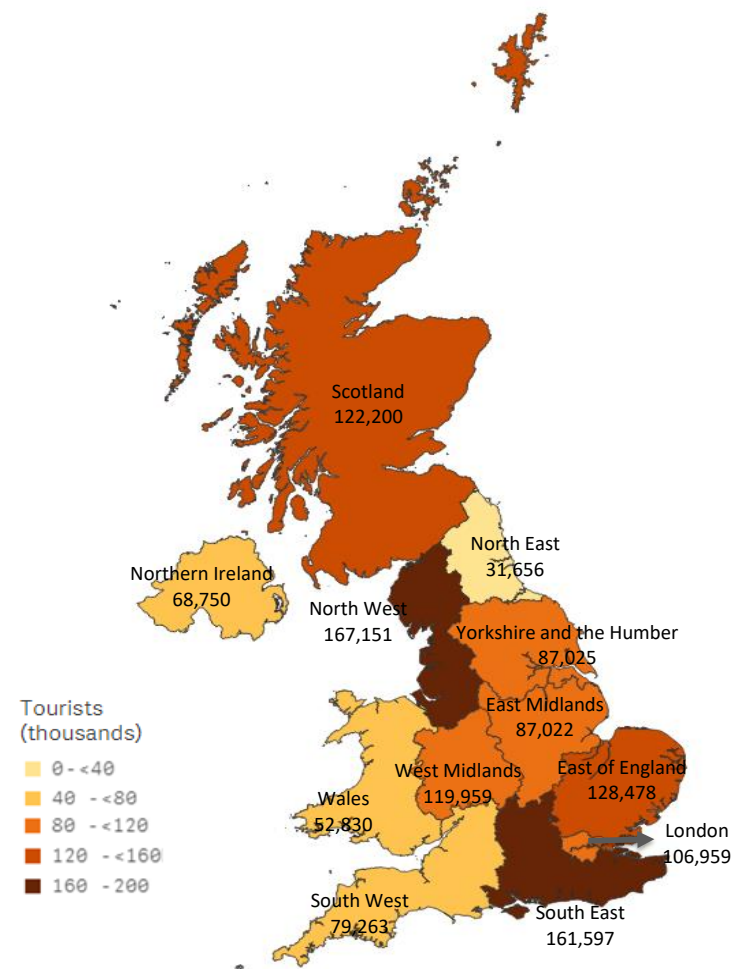 Scotland
122,200
North East
31,656
Northern Ireland
68,750
North West
167,151
Yorkshire and the Humber
87,025
East Midlands
87,022
West Midlands
119,959
East of England
128,478
Wales
52,830
London
106,959
South West
79,263
South East
161,597
Tourists
(thousands)
0-<40
40 -<80
80 -<120
120 -<160
160 -200